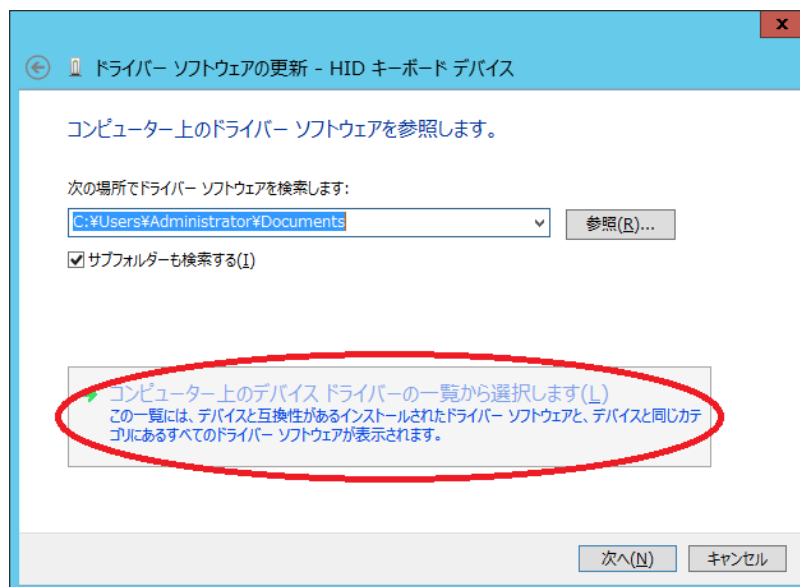 x
ドライバー ソフトウェアの更新 - HID キーボード デバイス
コンピューター上のドライバー ソフトウェアを参照します。
次の場所でドライバー ソフトウェアを検索します:
C:¥Users¥Administrator¥Documents
参照(R)...
サブフォルダーも検索する(I)
コンピューター上のデバイス ドライバーの一覧から選択します(L)
この一覧には、デバイスと互換性があるインストールされたドライバー ソフトウェアと、デバイスと同じカテ
ゴリにあるすべてのドライバー ソフトウェアが表示されます。
次へ(N)
キャンセル